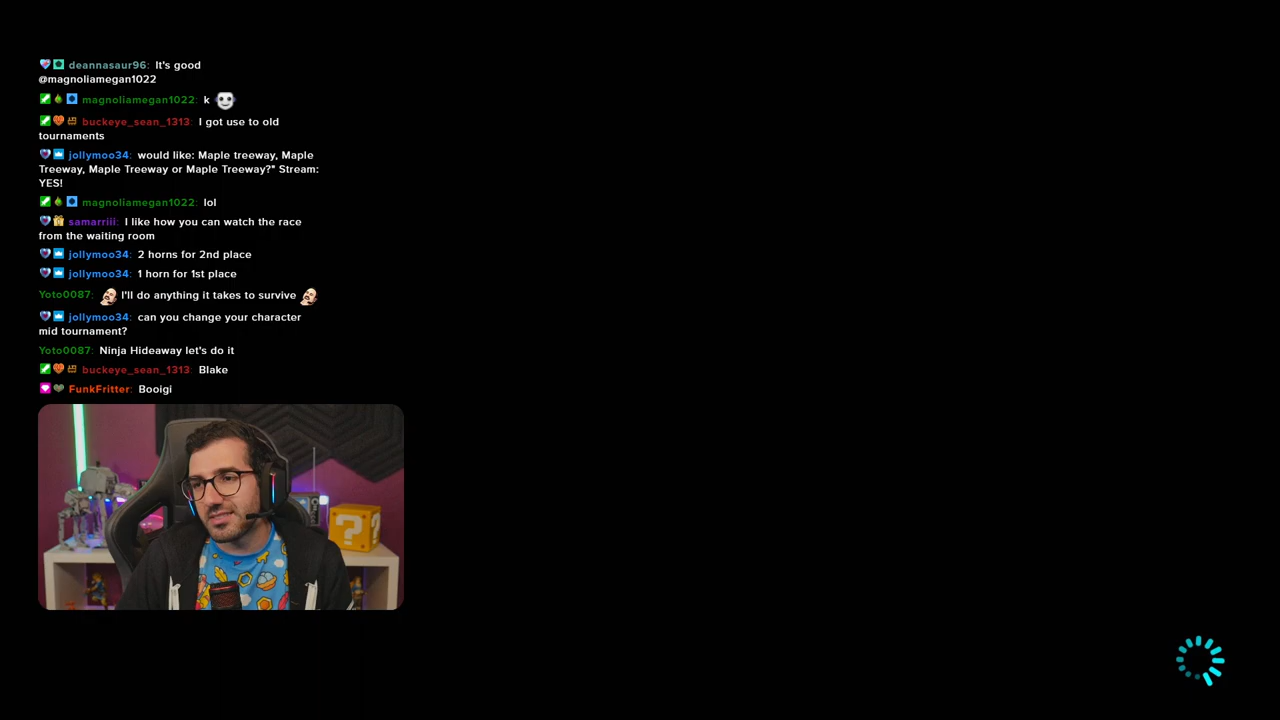 deannasaur96: It's good
@magnoliamegan1022
magnoliamegan1022: k
buckeye_sean_1313: I got use to old
tournaments
jollymoo34: would like: Maple treeway, Maple
Treeway, Maple Treeway or Maple Treeway?" Stream:
YES!
magnoliamegan1022: lol
samarriii: I like how you can watch the race
from the waiting room
jollymoo34: 2 horns for 2nd place
jollymoo34: 1 horn for 1st place
Yoto0087: I'll do anything it takes to survive
jollymoo34: can you change your character
mid tournament?
Yoto0087: Ninja Hideaway let's do it
buckeye_sean_1313: Blake
FunkFritter: Booigi
?